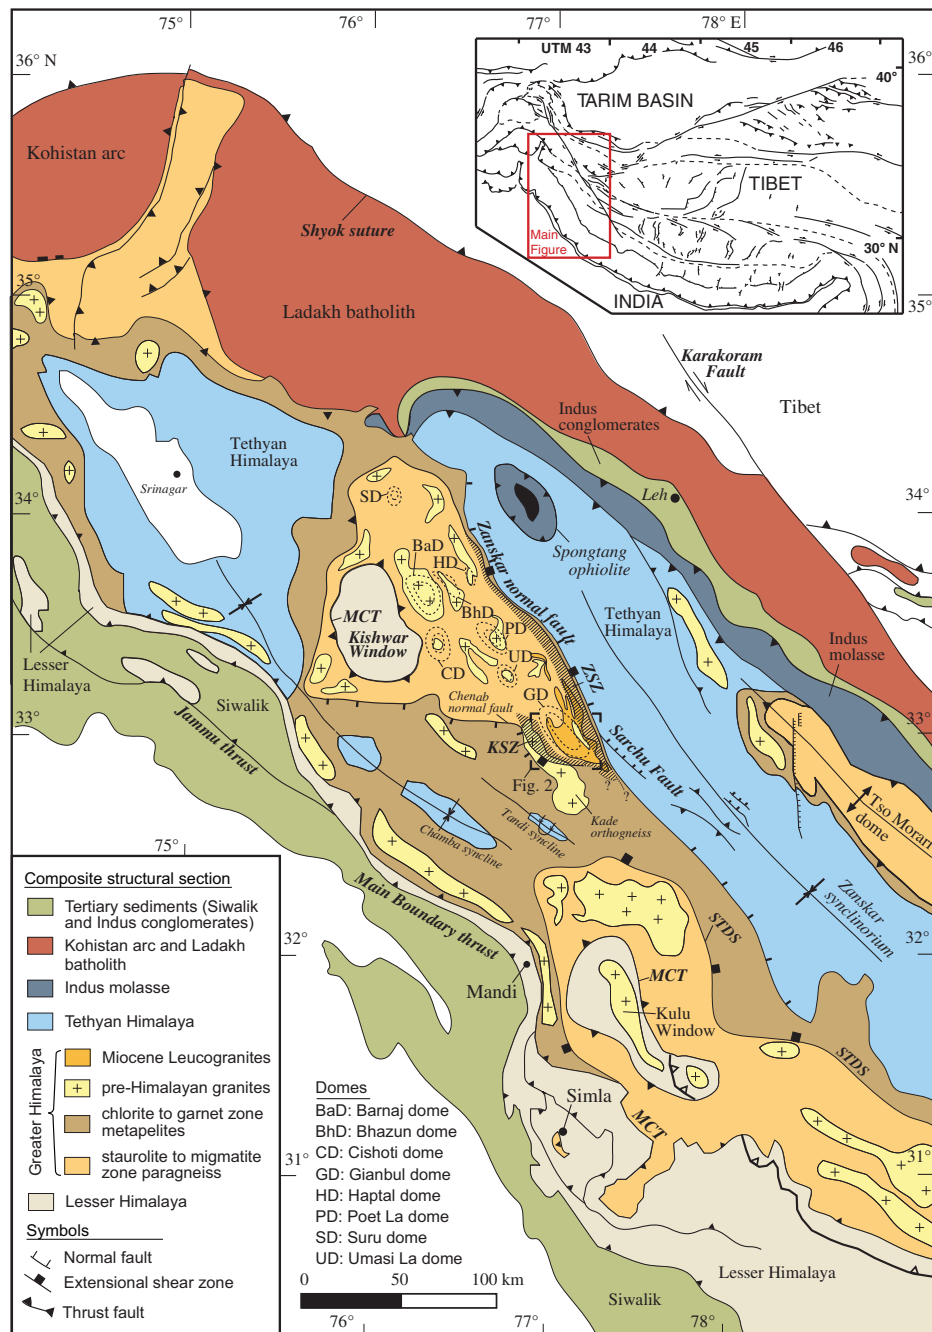 75°
76°
77°
78° E
36° N
36°
UTM 43
44
45
46
40°
TARIM BASIN
TIBET
Main
Figure
30° N
INDIA
Kohistan arc
Shyok suture
35°
35°
Ladakh batholith
Karakoram
Fault
Tibet
Indus
conglomerates
Tethyan
Himalaya
Srinagar
SD
Leh
34°
34°
Zanskar normal fault
Spongtang
ophiolite
BaD
HD
MCT
Kishwar
Window
BhD
PD
Tethyan
Himalaya
UD
CD
ZSZ
Indus
molasse
Lesser
Himalaya
Siwalik
Chenab
normal fault
GD
33°
33°
Jammu thrust
KSZ
Sarchu Fault
Fig. 2
? ?
Kade
orthogneiss
Tso Morari
dome
Chamba syncline
Tandi syncline
75°
Zanskar
synclinorium
Main Boundary thrust
STDS
32°
32°
MCT
Mandi
Kulu
Window
STDS
Simla
MCT
31°
31°
Composite structural section
Tertiary sediments (Siwalik
and Indus conglomerates)
Kohistan arc and Ladakh
batholith
Indus molasse
Tethyan Himalaya
Greater Himalaya
Miocene Leucogranites
pre-Himalayan granites
chlorite to garnet zone
metapelites
staurolite to migmatite
zone paragneiss
Lesser Himalaya
Symbols
Normal fault
Extensional shear zone
Thrust fault
Domes
BaD: Barnaj dome
BhD: Bhazun dome
CD: Cishoti dome
GD: Gianbul dome
HD: Haptal dome
PD: Poet La dome
SD: Suru dome
UD: Umasi La dome
0
50
100 km
Lesser Himalaya
Siwalik
76°
77°
78°